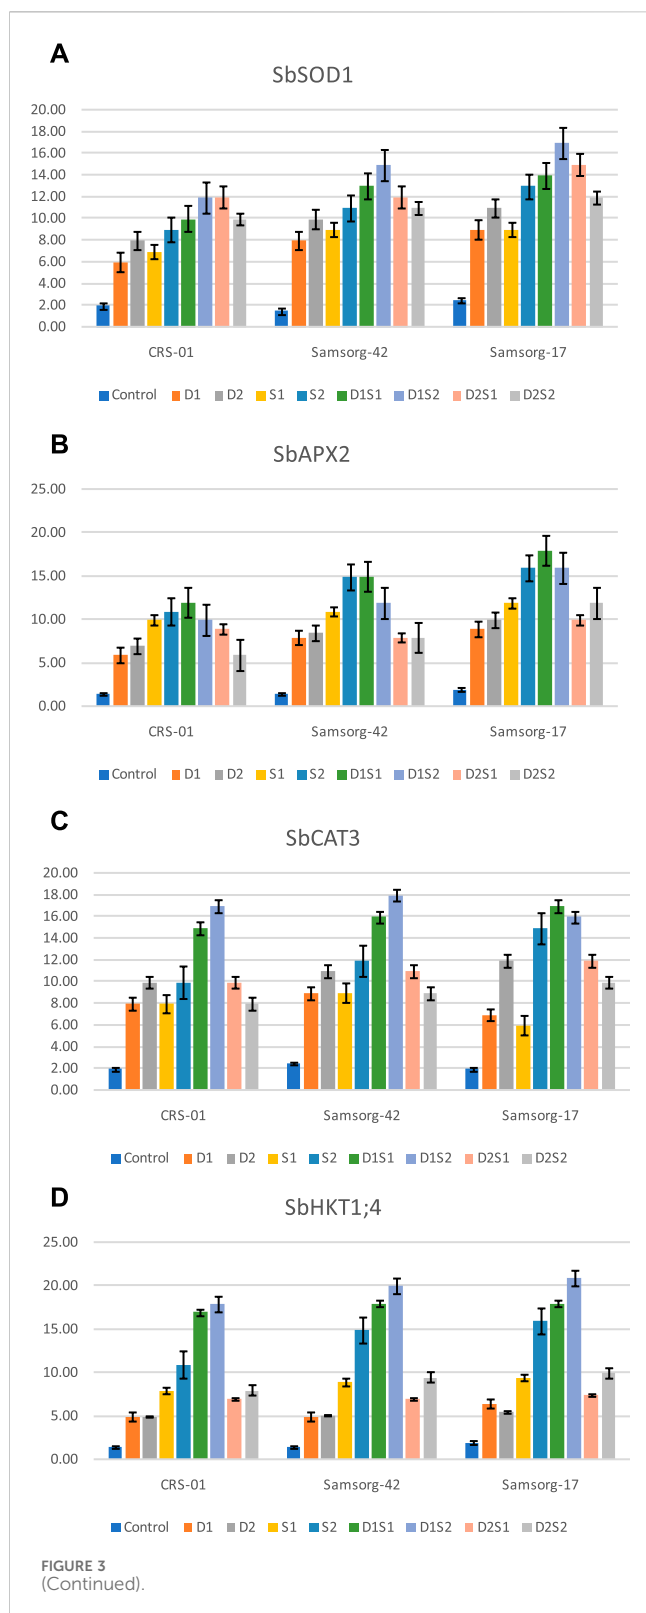 A
SbSOD1
20.00
18.00
16.00
14.00
12.00
10.00
8.00
6.00
4.00
2.00
0.00
CRS-01 Samsorg-42 Samsorg-17
Control D1 D2 S1 S2 D1S1 D1S2 D2S1 D2S2
B
SbAPX2
25.00
20.00
15.00
10.00
5.00
0.00
CRS-01 Samsorg-42 Samsorg-17
Control D1 D2 S1 S2 D1S1 D1S2 D2S1 D2S2
C
SbCAT3
20.00
18.00
16.00
14.00
12.00
10.00
8.00
6.00
4.00
2.00
0.00
CRS-01 Samsorg-42 Samsorg-17
Control D1 D2 S1 S2 D1S1 D1S2 D2S1 D2S2
D
SbHKT1;4
25.00
20.00
15.00
10.00
5.00
0.00
CRS-01 Samsorg-42 Samsorg-17
Control D1 D2 S1 S2 D1S1 D1S2 D2S1 D2S2
FIGURE 3
(Continued).